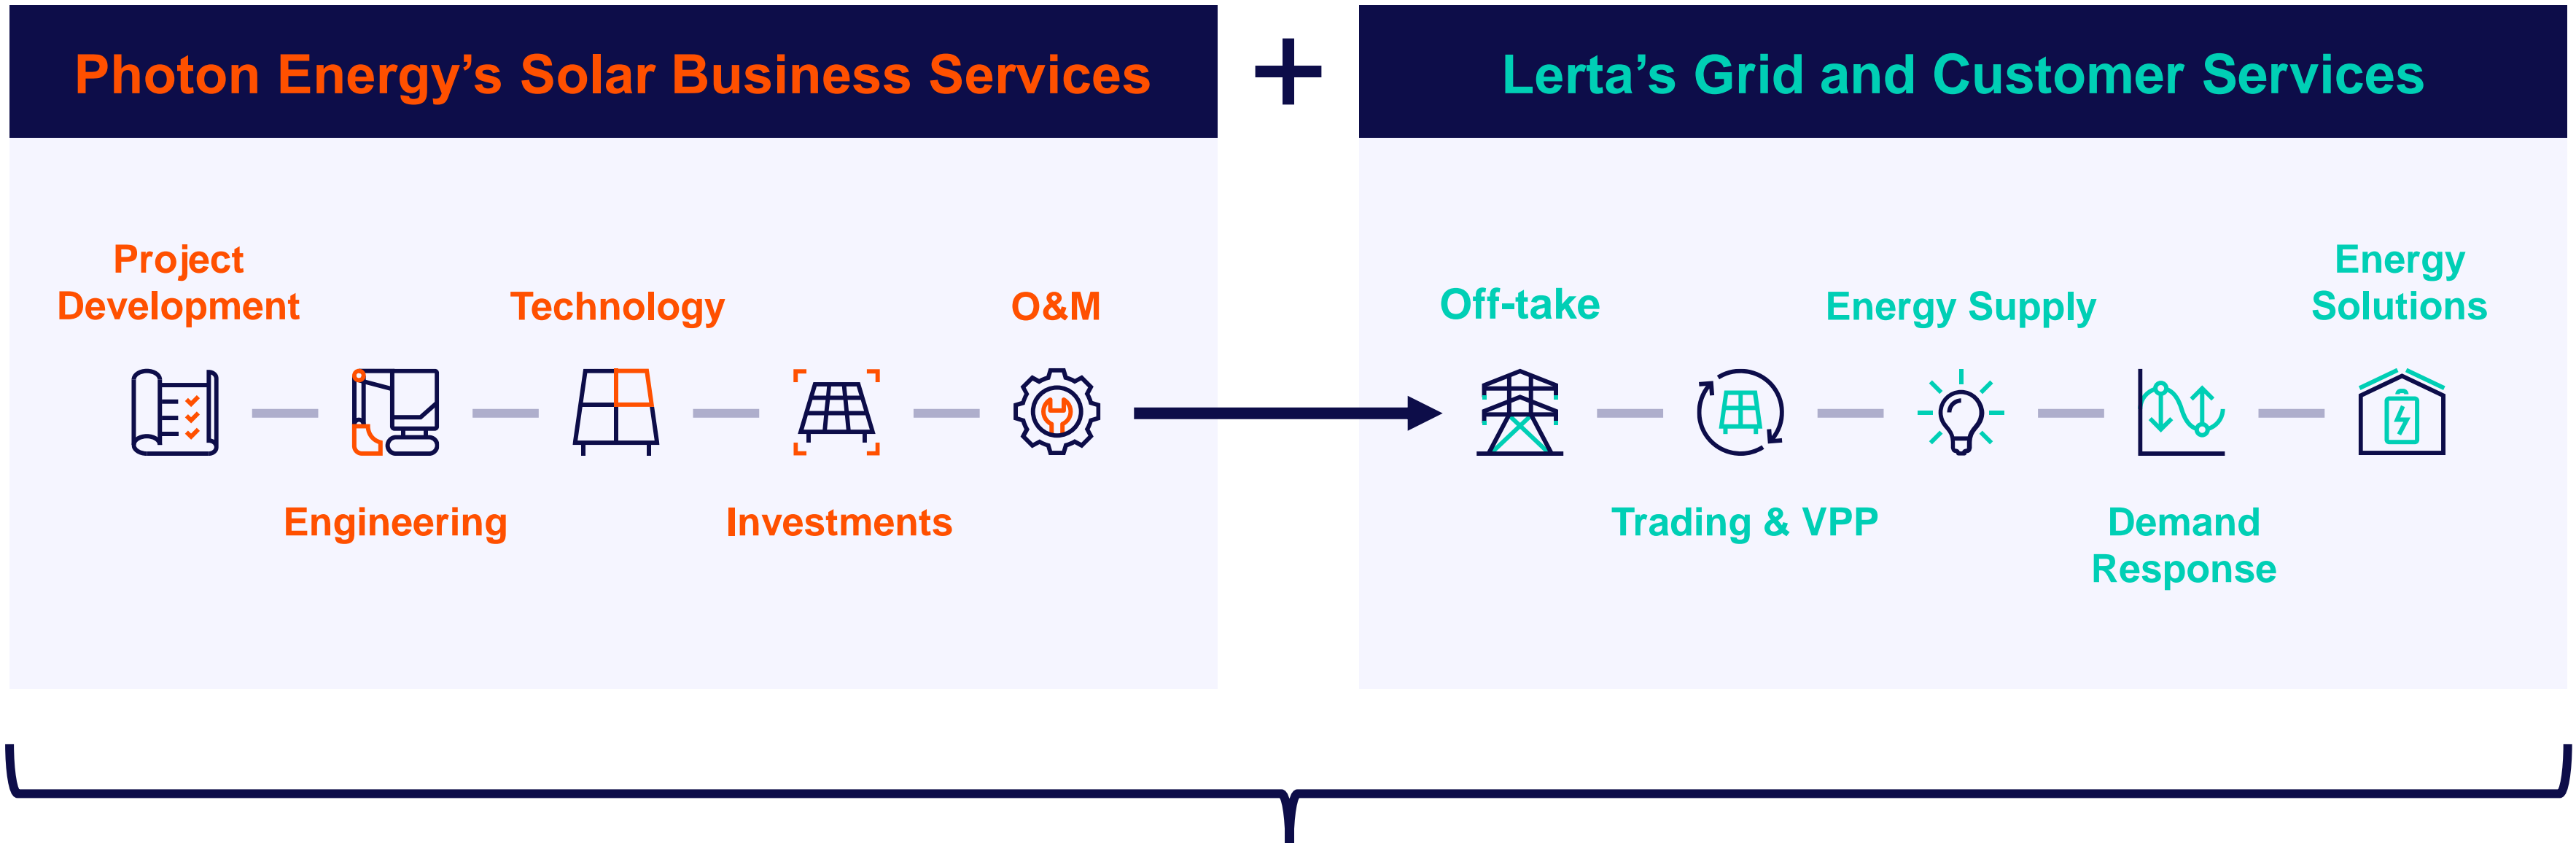 Photon Energy’s Solar Business Services
+
Lerta’s Grid and Customer Services
Project
Development
Engineering
Technology
Investments
O&M
Off-take
Trading & VPP
Energy Supply
Demand
Response
Energy
Solutions